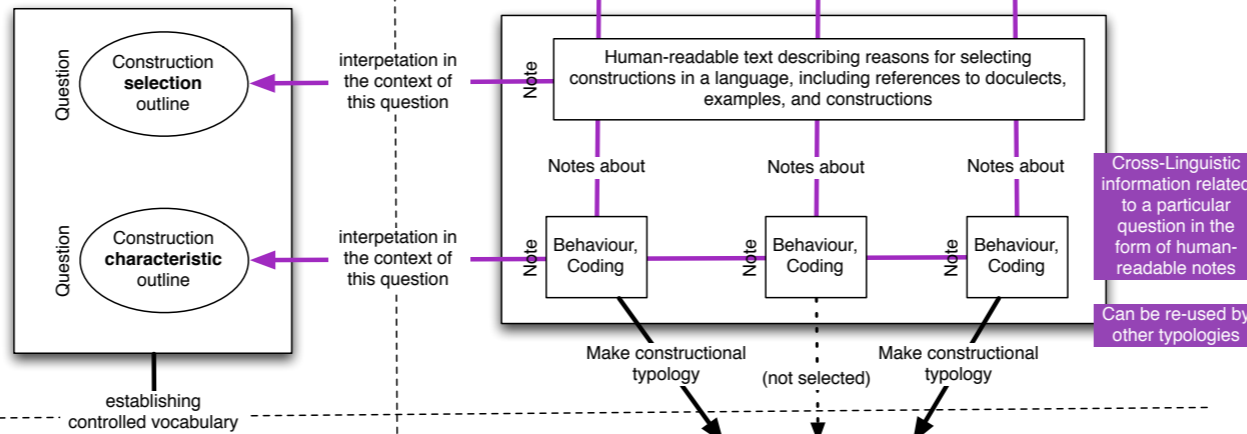 Question
Construction
selection
outline
interpetation in
the context of
this question
Note
Human-readable text describing reasons for selecting
constructions in a language, including references to doculects,
examples, and constructions
Notes about
Notes about
Notes about
Cross-Linguistic
information related
to a particular
question in the
form of human-
readable notes
Question
Construction
characteristic
outline
interpetation in
the context of
this question
Note
Behaviour,
Coding
Note
Behaviour,
Coding
Note
Behaviour,
Coding
Can be re-used by
other typologies
Make constructional
typology
(not selected)
Make constructional
typology
establishing
controlled vocabulary